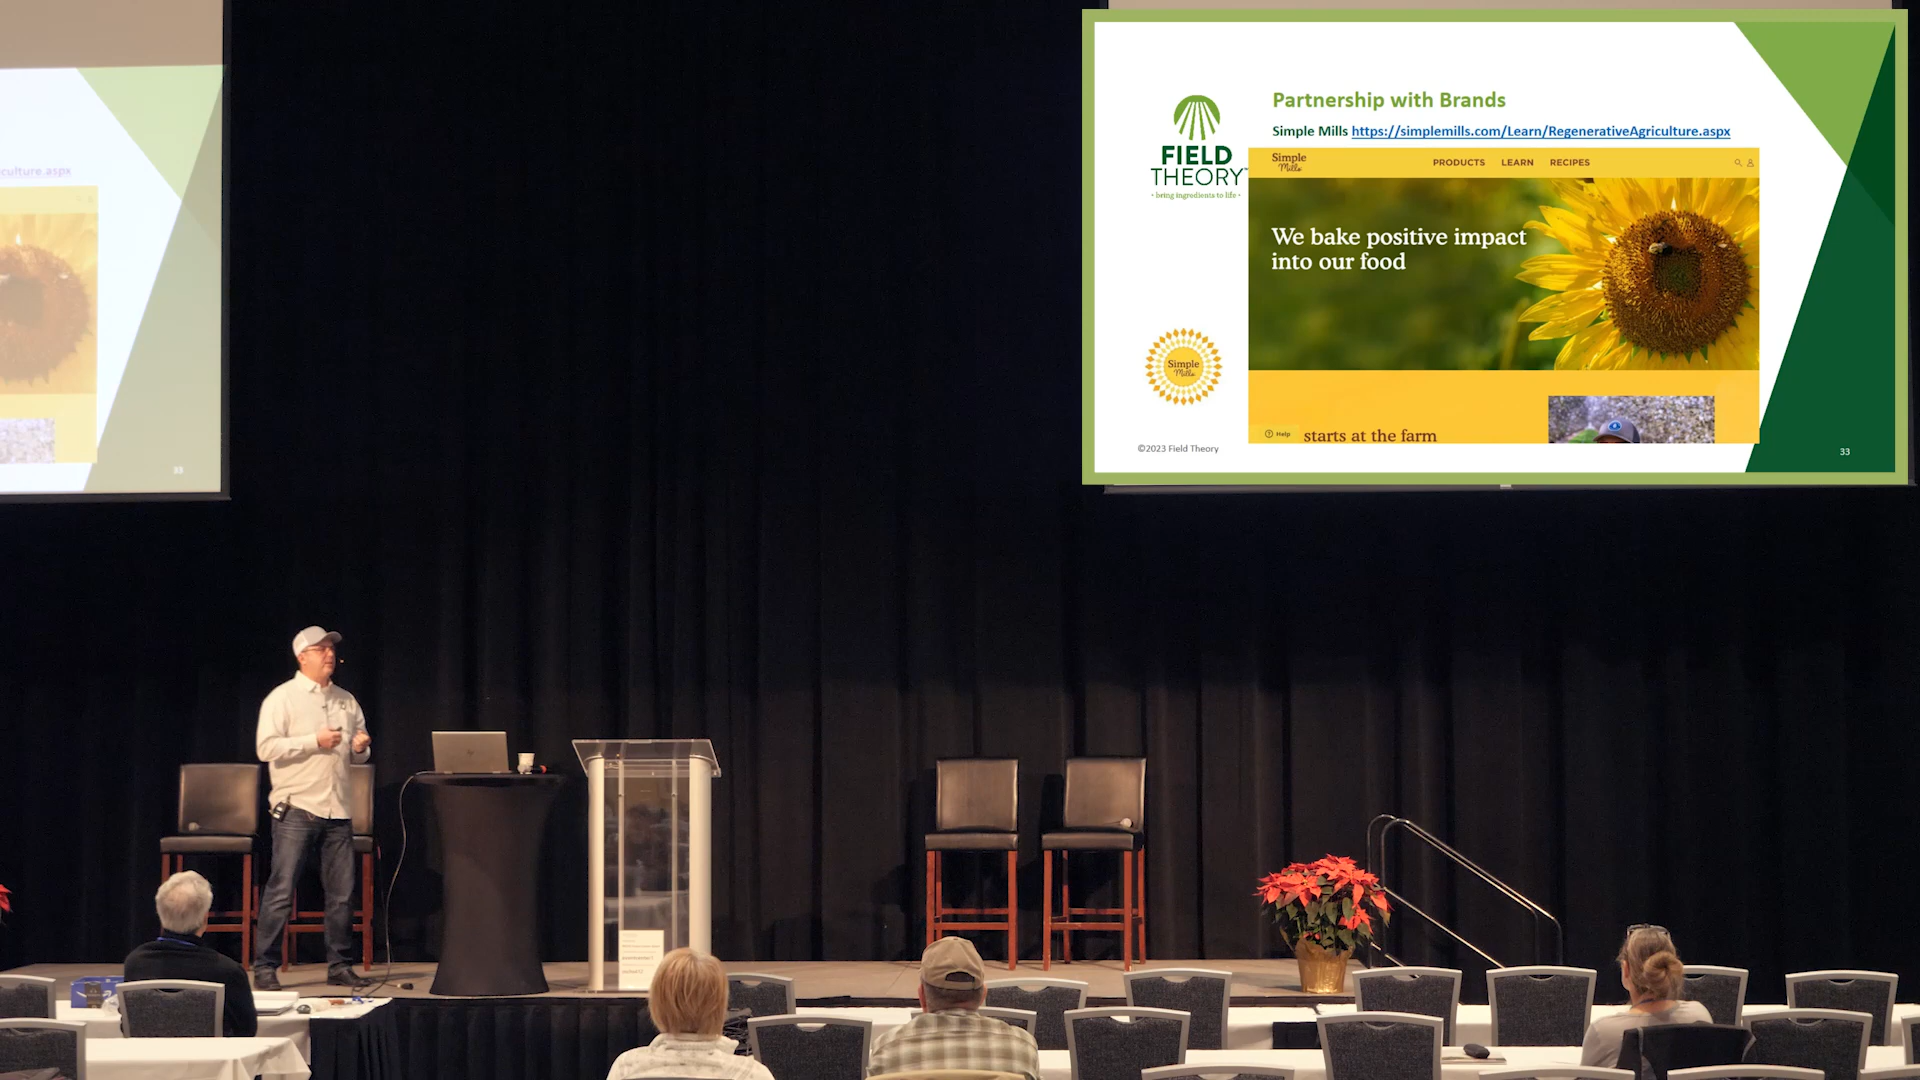 culture.aspx
33
FIELD
THEORY
• bring ingredients to life •
Partnership with Brands
Simple Mills https://simplemills.com/Learn/RegenerativeAgriculture.aspx
Simple
Mills
PRODUCTS LEARN RECIPES
We bake positive impact
into our food
Simple
Mills
Help
starts at the farm
©2023 Field Theory
33